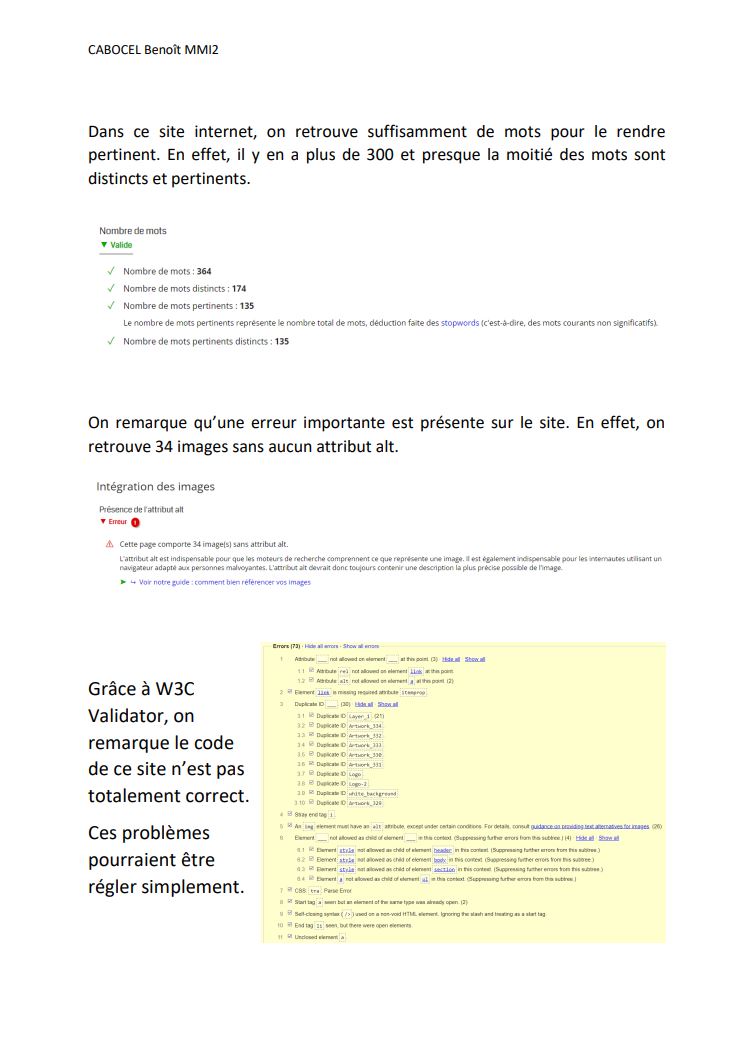 CABOCEL Benoît MMI2
Dans ce site internet, on retrouve suffisamment de mots pour le rendre
pertinent. En effet, il y en a plus de 300 et presque la moitié des mots sont
distincts et pertinents.
Nombre de mots
▼ Valide
✓ Nombre de mots : 364
✓ Nombre de mots distincts : 174
✓ Nombre de mots pertinents : 135
Le nombre de mots pertinents représente le nombre total de mots, déduction faite des stopwords (c'est-à-dire, des mots courants non significatifs).
✓ Nombre de mots pertinents distincts : 135
On remarque qu’une erreur importante est présente sur le site. En effet, on
retrouve 34 images sans aucun attribut alt.
Intégration des images
Présence de l'attribut alt
▼ Erreur 1
⚠ Cette page comporte 34 image(s) sans attribut alt.
L'attribut alt est indispensable pour que les moteurs de recherche comprennent ce que représente une image. Il est également indispensable pour les internautes utilisant un
navigateur adapté aux personnes malvoyantes. L'attribut alt devrait donc toujours contenir une description la plus précise possible de l'image.
► ↪ Voir notre guide : comment bien référencer vos images
Grâce à W3C
Validator, on
remarque le code
de ce site n’est pas
totalement correct.
Ces problèmes
pourraient être
régler simplement.
Errors (73) · Hide all errors · Show all errors
1 Attribute ___ not allowed on element ___ at this point. (3) Hide all Show all
1.1 Attribute rel not allowed on element link at this point.
1.2 Attribute alt not allowed on element a at this point. (2)
2 Element link is missing required attribute itemprop.
3 Duplicate ID ___. (30) Hide all Show all
3.1 Duplicate ID Layer_1. (21)
3.2 Duplicate ID Artwork_334.
3.3 Duplicate ID Artwork_332.
3.4 Duplicate ID Artwork_333.
3.5 Duplicate ID Artwork_330.
3.6 Duplicate ID Artwork_331.
3.7 Duplicate ID Logo.
3.8 Duplicate ID Logo-2.
3.9 Duplicate ID white_background.
3.10 Duplicate ID Artwork_329.
4 Stray end tag i.
5 An img element must have an alt attribute, except under certain conditions. For details, consult guidance on providing text alternatives for images. (26)
6 Element ___ not allowed as child of element ___ in this context. (Suppressing further errors from this subtree.) (4) Hide all Show all
6.1 Element style not allowed as child of element header in this context. (Suppressing further errors from this subtree.)
6.2 Element style not allowed as child of element body in this context. (Suppressing further errors from this subtree.)
6.3 Element style not allowed as child of element section in this context. (Suppressing further errors from this subtree.)
6.4 Element a not allowed as child of element ul in this context. (Suppressing further errors from this subtree.)
7 CSS: tra: Parse Error.
8 Start tag a seen but an element of the same type was already open. (2)
9 Self-closing syntax (/>) used on a non-void HTML element. Ignoring the slash and treating as a start tag.
10 End tag li seen, but there were open elements.
11 Unclosed element a.